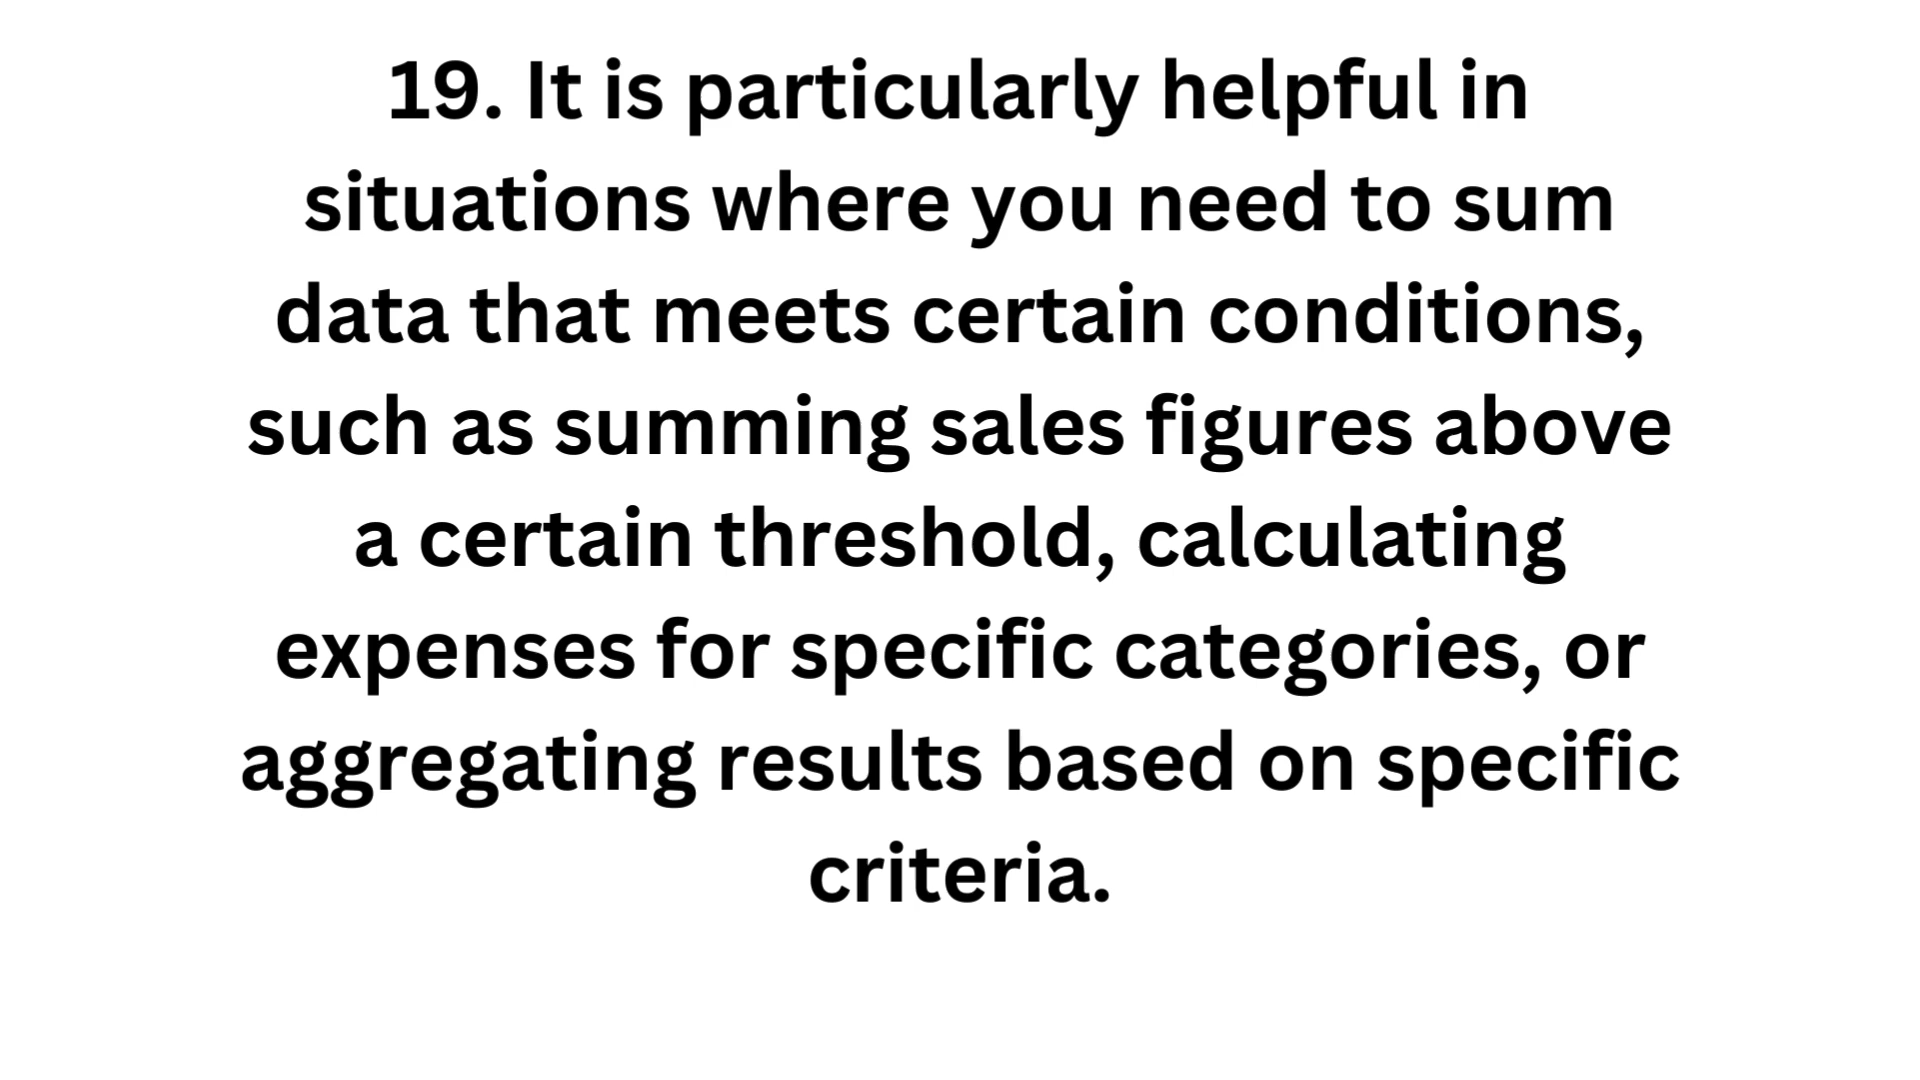 19. It is particularly helpful in
situations where you need to sum
data that meets certain conditions,
such as summing sales figures above
a certain threshold, calculating
expenses for specific categories, or
aggregating results based on specific
criteria.